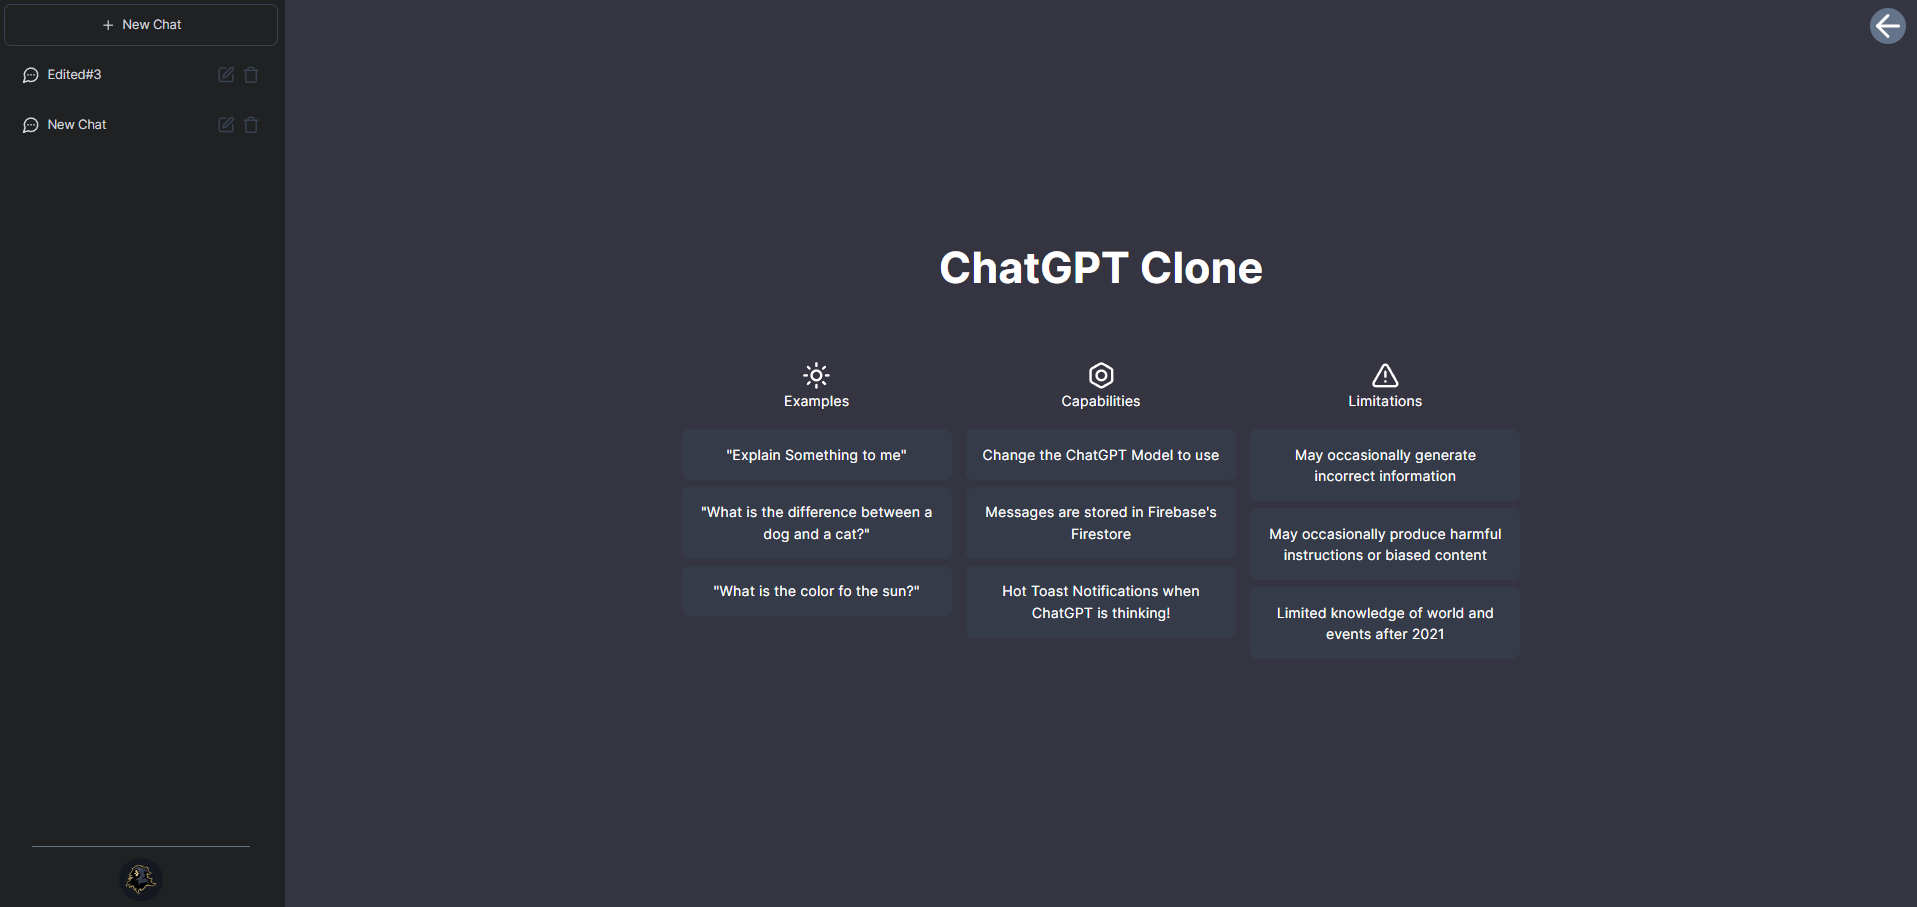 New Chat
Edited#3
New Chat
ChatGPT Clone
Examples
"Explain Something to me"
"What is the difference between a
dog and a cat?"
"What is the color fo the sun?"
Capabilities
Change the ChatGPT Model to use
Messages are stored in Firebase's
Firestore
Hot Toast Notifications when
ChatGPT is thinking!
Limitations
May occasionally generate
incorrect information
May occasionally produce harmful
instructions or biased content
Limited knowledge of world and
events after 2021